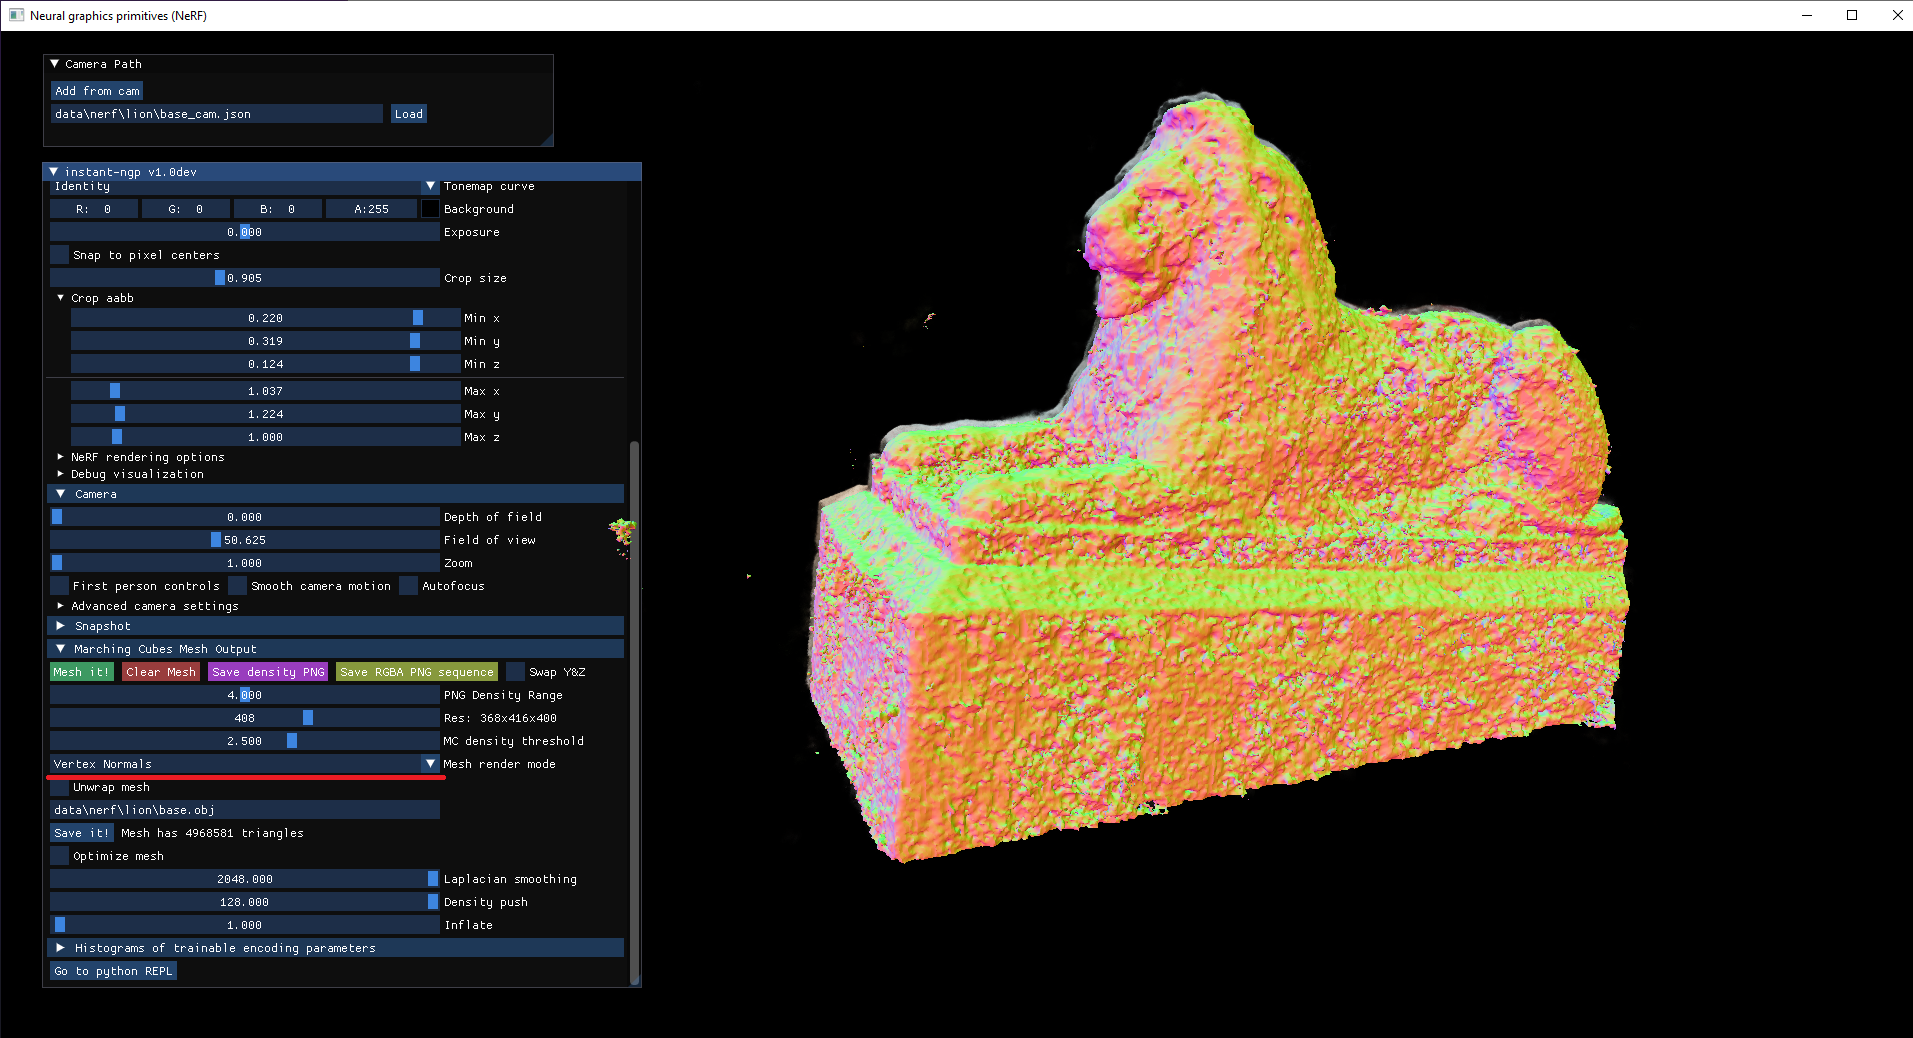 Neural graphics primitives (NeRF)
Camera Path
Add from cam
data\nerf\lion\base_cam.json Load
instant-ngp v1.0dev
Identity Tonemap curve
R: 0 G: 0 B: 0 A:255 Background
0.000 Exposure
Snap to pixel centers
0.905 Crop size
Crop aabb
0.220 Min x
0.319 Min y
0.124 Min z
1.037 Max x
1.224 Max y
1.000 Max z
NeRF rendering options
Debug visualization
Camera
0.000 Depth of field
50.625 Field of view
1.000 Zoom
First person controls Smooth camera motion Autofocus
Advanced camera settings
Snapshot
Marching Cubes Mesh Output
Mesh it! Clear Mesh Save density PNG Save RGBA PNG sequence Swap Y&Z
4.000 PNG Density Range
408 Res: 368x416x400
2.500 MC density threshold
Vertex Normals Mesh render mode
Unwrap mesh
data\nerf\lion\base.obj
Save it! Mesh has 4968581 triangles
Optimize mesh
2048.000 Laplacian smoothing
128.000 Density push
1.000 Inflate
Histograms of trainable encoding parameters
Go to python REPL